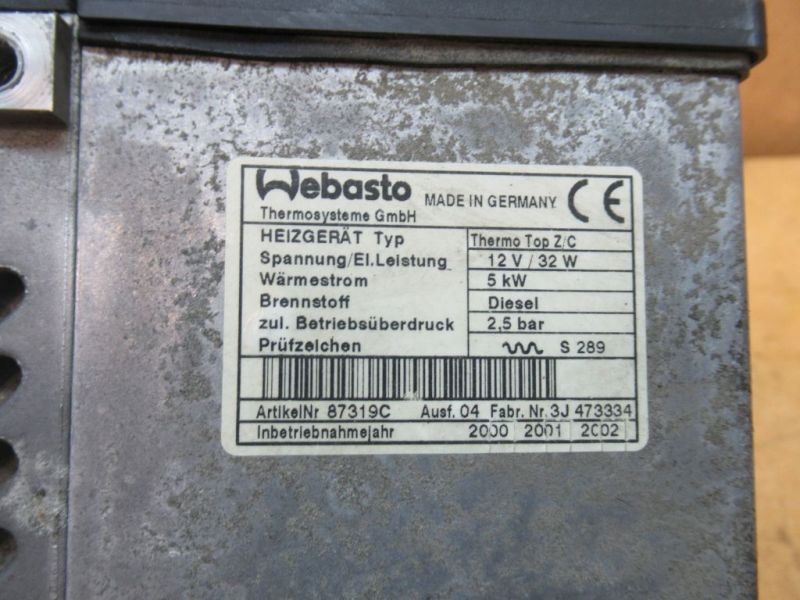 Webasto MADE IN GERMANY CE
Thermosysteme GmbH
HEIZGERÄT Typ Thermo Top Z/C
Spannung/El.Leistung 12 V / 32 W
Wärmestrom 5 kW
Brennstoff Diesel
zul. Betriebsüberdruck 2,5 bar
Prüfzeichen S 289
ArtikelNr 87319C Ausf. 04 Fabr. Nr. 3J 473334
Inbetriebnahmejahr 2000 2001 2002